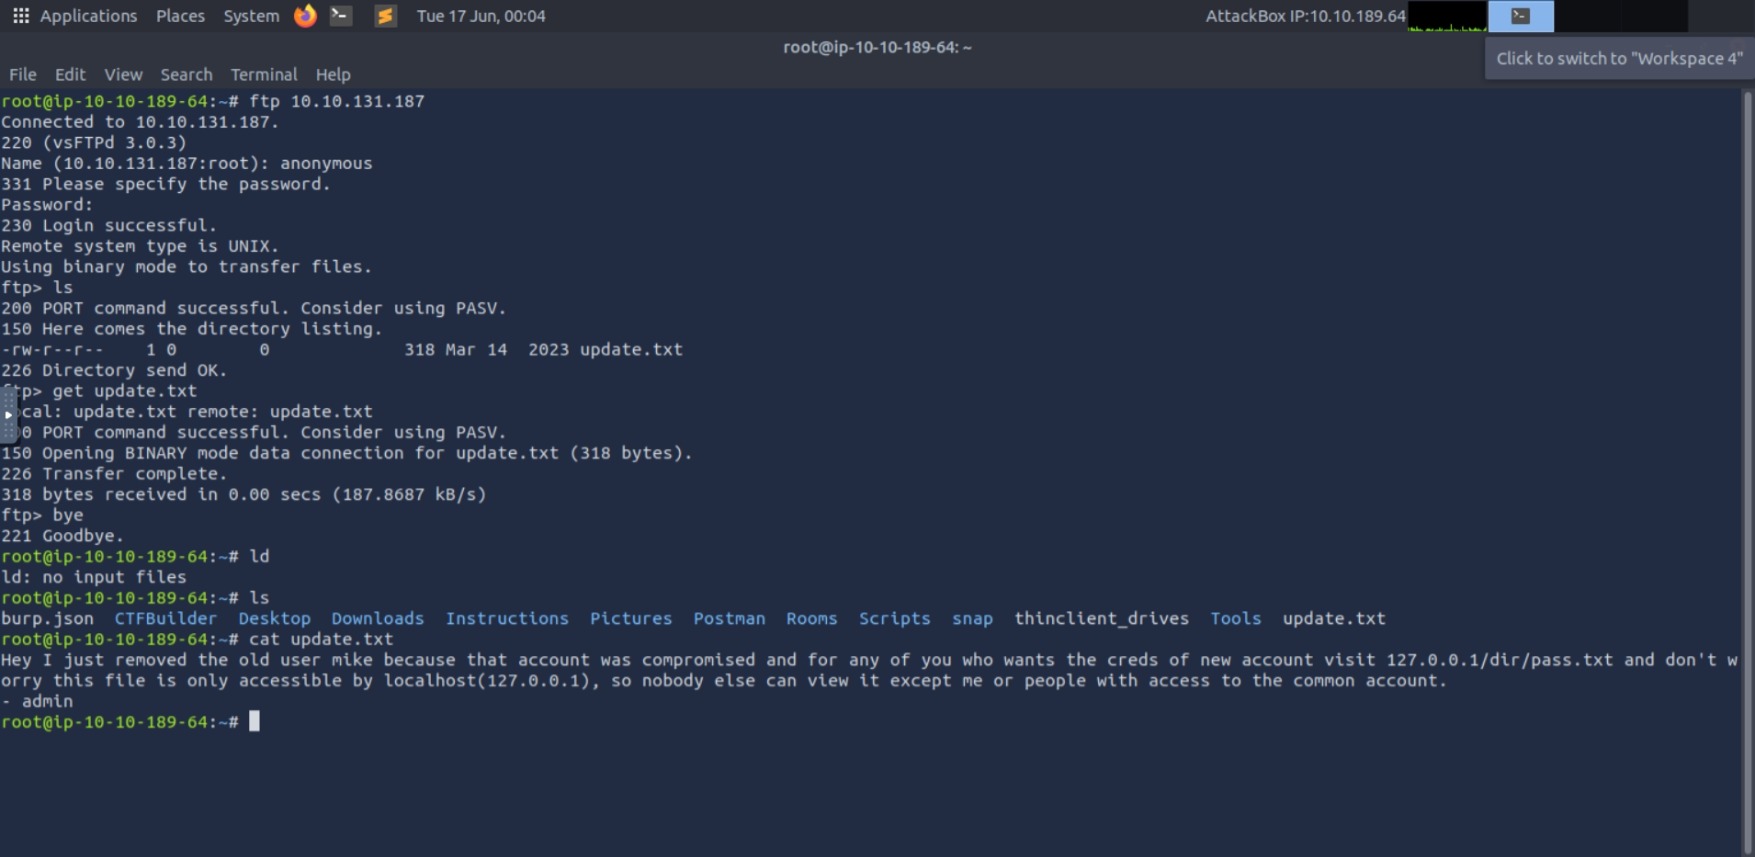 Applications Places System Tue 17 Jun, 00:04 AttackBox IP:10.10.189.64
root@ip-10-10-189-64: ~
Click to switch to "Workspace 4"
File Edit View Search Terminal Help
root@ip-10-10-189-64:~# ftp 10.10.131.187
Connected to 10.10.131.187.
220 (vsFTPd 3.0.3)
Name (10.10.131.187:root): anonymous
331 Please specify the password.
Password:
230 Login successful.
Remote system type is UNIX.
Using binary mode to transfer files.
ftp> ls
200 PORT command successful. Consider using PASV.
150 Here comes the directory listing.
-rw-r--r--    1 0        0             318 Mar 14  2023 update.txt
226 Directory send OK.
tp> get update.txt
cal: update.txt remote: update.txt
0 PORT command successful. Consider using PASV.
150 Opening BINARY mode data connection for update.txt (318 bytes).
226 Transfer complete.
318 bytes received in 0.00 secs (187.8687 kB/s)
ftp> bye
221 Goodbye.
root@ip-10-10-189-64:~# ld
ld: no input files
root@ip-10-10-189-64:~# ls
burp.json  CTFBuilder  Desktop  Downloads  Instructions  Pictures  Postman  Rooms  Scripts  snap  thinclient_drives  Tools  update.txt
root@ip-10-10-189-64:~# cat update.txt
Hey I just removed the old user mike because that account was compromised and for any of you who wants the creds of new account visit 127.0.0.1/dir/pass.txt and don't w
orry this file is only accessible by localhost(127.0.0.1), so nobody else can view it except me or people with access to the common account.
- admin
root@ip-10-10-189-64:~#